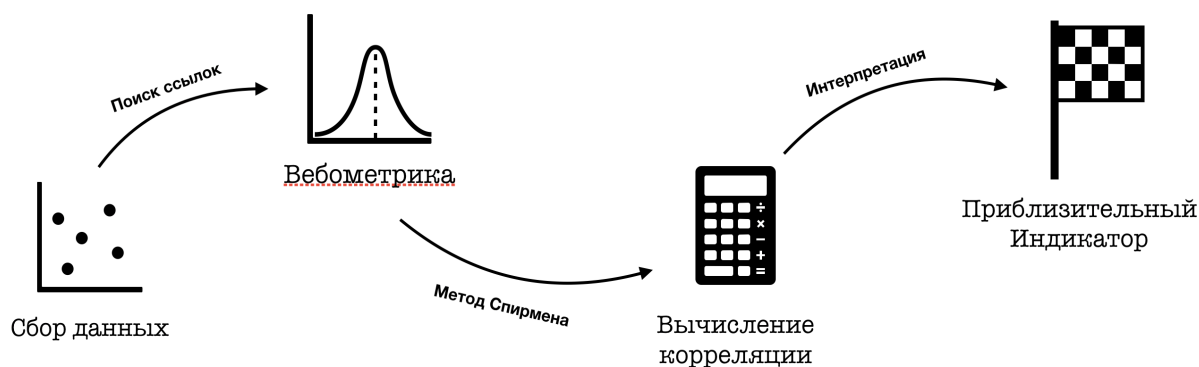 Поиск ссылок
Интерпретация
Вебометрика
Приблизительный
Индикатор
Метод Спирмена
Сбор данных
Вычисление
корреляции